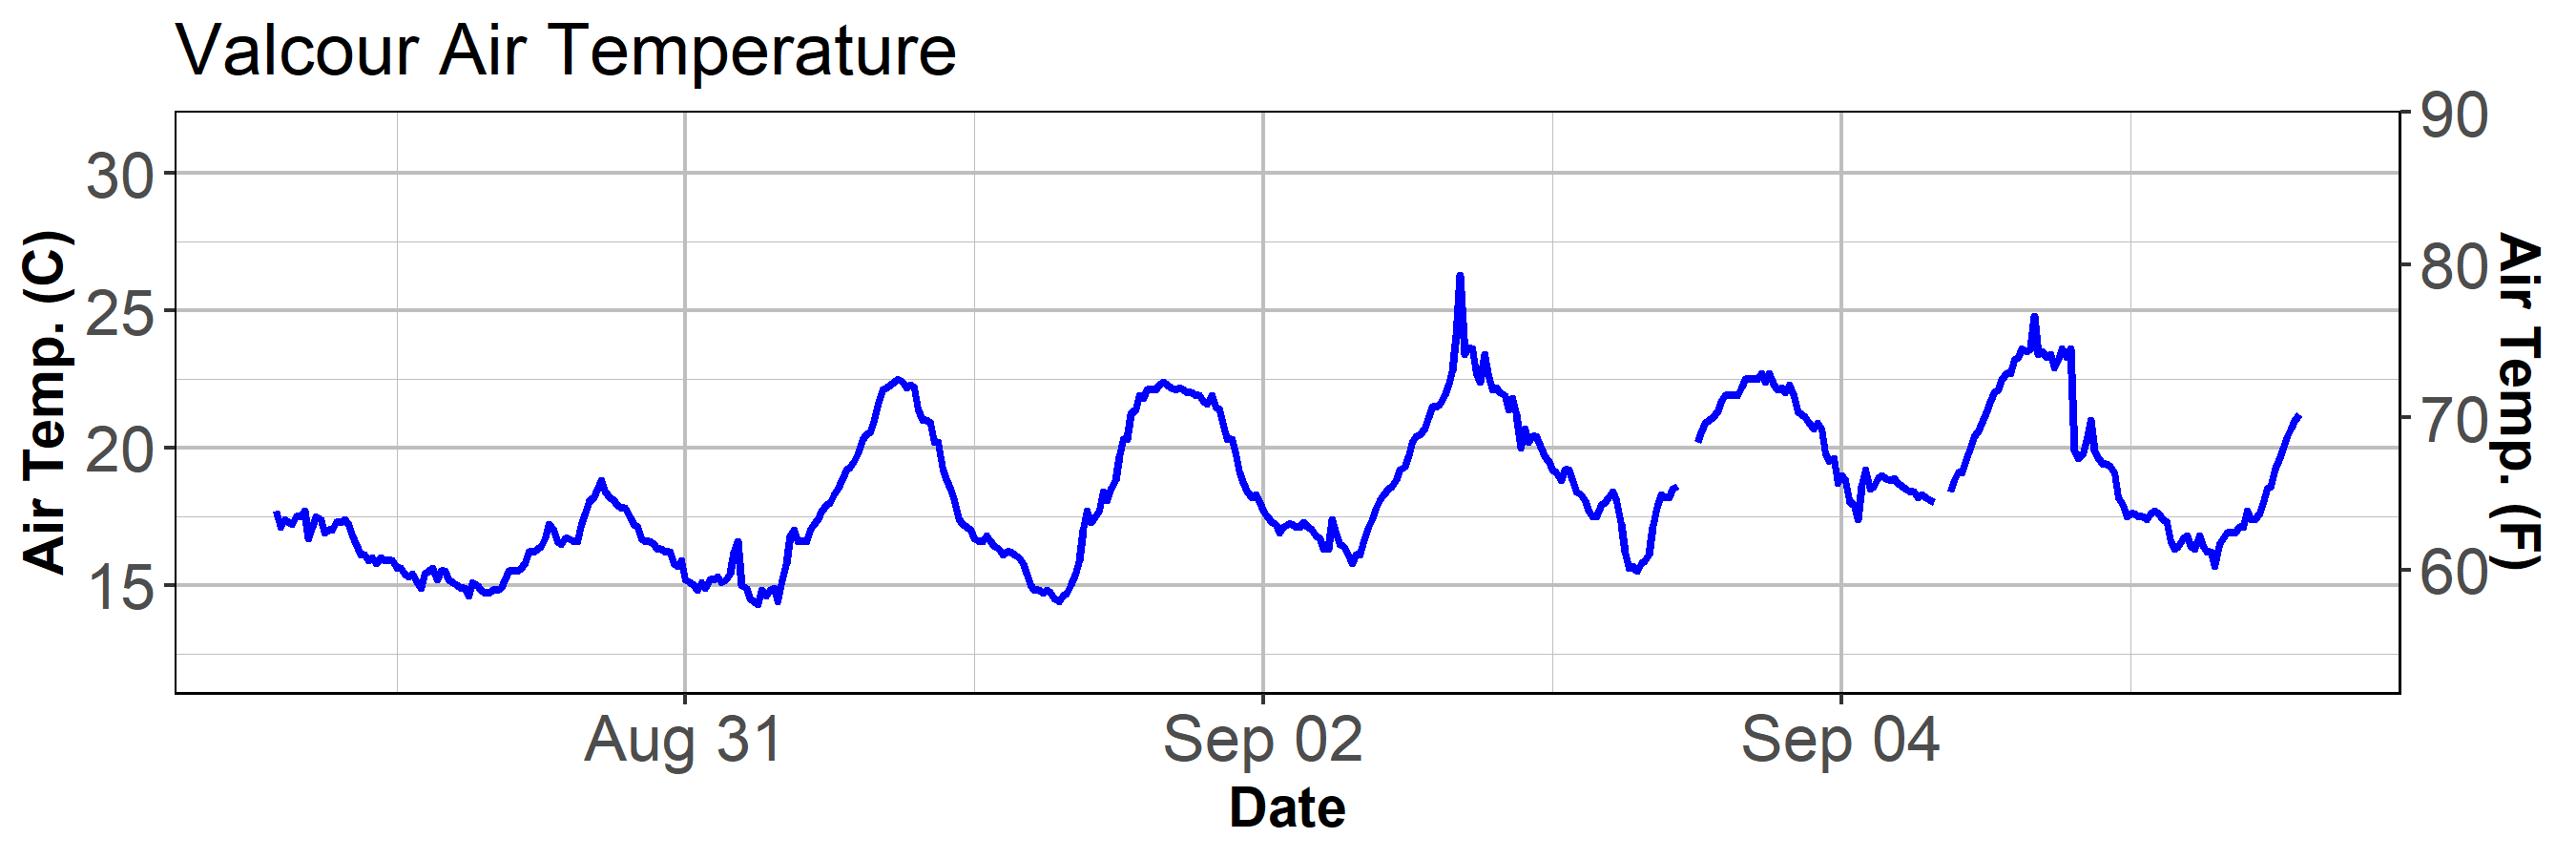 Valcour Air Temperature
Air Temp. (C)
30
25
20
15
90
80
70
60
Air Temp. (F)
Aug 31
Sep 02
Sep 04
Date